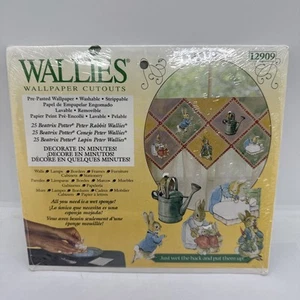 12909
WALLIES®
WALLPAPER CUTOUTS
Pre-Pasted Wallpaper • Washable • Strippable
Papel de Empapelar Engomado
Lavable • Removible
Papier Peint Pré-Encollé • Lavable • Pelable
25 Beatrix Potter® Peter Rabbit Wallies®
25 Beatrix Potter® Conejo Peter Wallies®
25 Beatrix Potter® Lapin Peter Wallies®
DECORATE IN MINUTES!
¡DECORE EN MINUTOS!
DÉCORE EN QUELQUES MINUTES!
All you need is a wet sponge!
¡Lo único que necesita es una
esponja mojada!
Vous avez besoin seulement d'une
éponge mouillée!
Just wet the back and put them up!